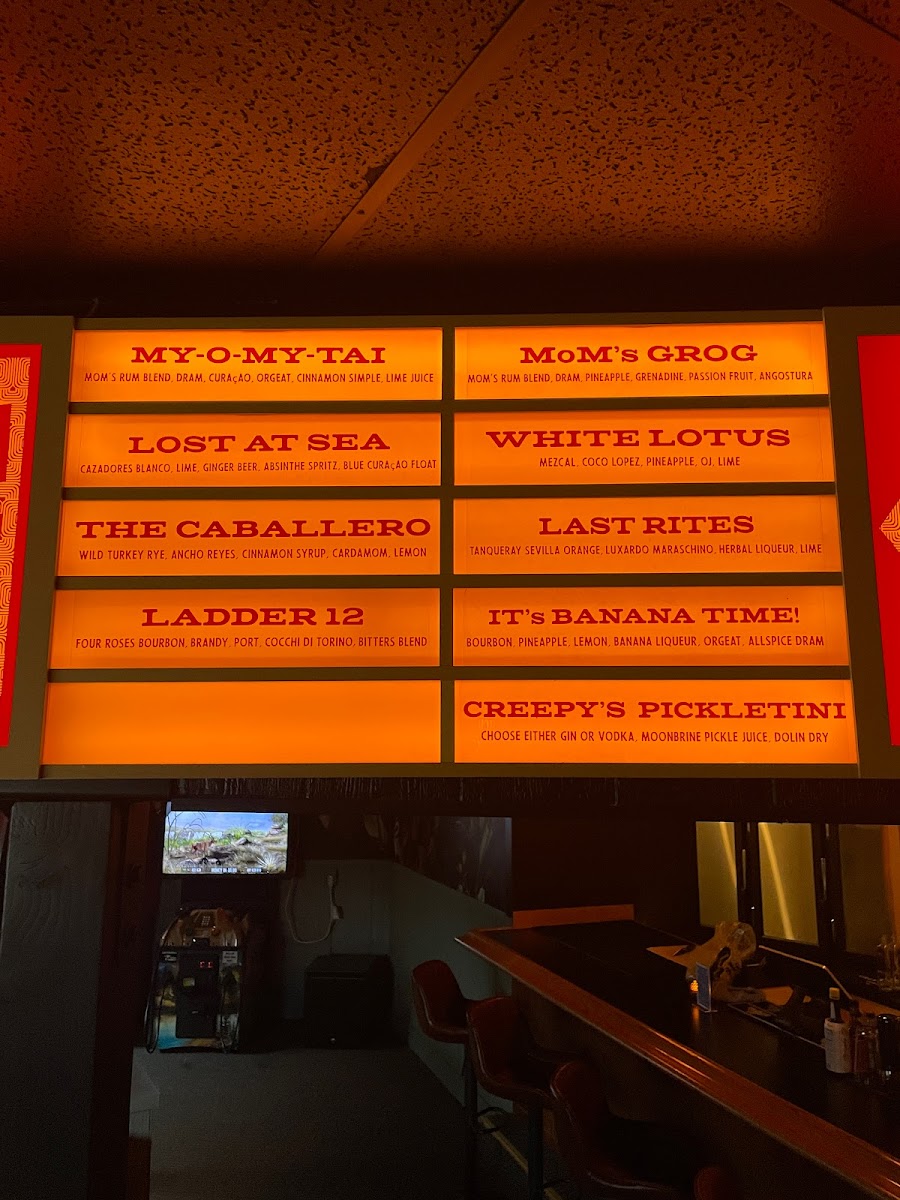 MY-O-MY-TAI
MOM'S RUM BLEND, DRAM, CURAçAO, ORGEAT, CINNAMON SIMPLE, LIME JUICE
LOST AT SEA
CAZADORES BLANCO, LIME, GINGER BEER, ABSINTHE SPRITZ, BLUE CURAçAO FLOAT
THE CABALLERO
WILD TURKEY RYE, ANCHO REYES, CINNAMON SYRUP, CARDAMOM, LEMON
LADDER 12
FOUR ROSES BOURBON, BRANDY, PORT, COCCHI DI TORINO, BITTERS BLEND
MoM's GROG
MOM'S RUM BLEND, DRAM, PINEAPPLE, GRENADINE, PASSION FRUIT, ANGOSTURA
WHITE LOTUS
MEZCAL, COCO LOPEZ, PINEAPPLE, OJ, LIME
LAST RITES
TANQUERAY SEVILLA ORANGE, LUXARDO MARASCHINO, HERBAL LIQUEUR, LIME
IT's BANANA TIME!
BOURBON, PINEAPPLE, LEMON, BANANA LIQUEUR, ORGEAT, ALLSPICE DRAM
CREEPY'S PICKLETINI
CHOOSE EITHER GIN OR VODKA, MOONBRINE PICKLE JUICE, DOLIN DRY